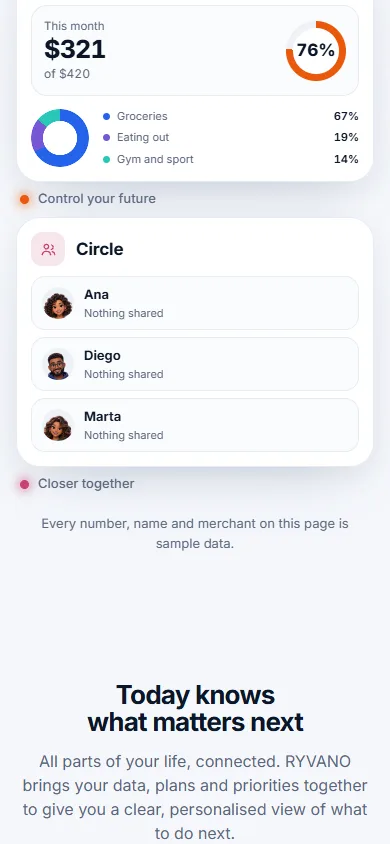 This month
$321
of $420
76%
Groceries 67%
Eating out 19%
Gym and sport 14%
Control your future
Circle
Ana
Nothing shared
Diego
Nothing shared
Marta
Nothing shared
Closer together
Every number, name and merchant on this page is
sample data.
Today knows
what matters next
All parts of your life, connected. RYVANO
brings your data, plans and priorities together
to give you a clear, personalised view of what
to do next.